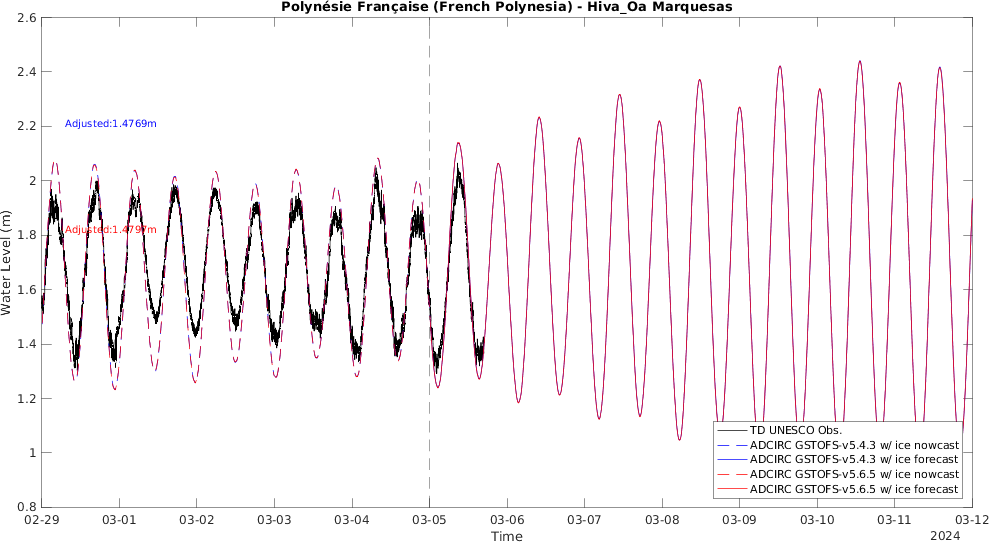 Polynésie Française (French Polynesia) - Hiva_Oa Marquesas
2.6
2.4
2.2
2
1.8
1.6
1.4
1.2
1
0.8
Water Level (m)
Adjusted:1.4769m
Adjusted:1.4797m
TD UNESCO Obs.
ADCIRC GSTOFS-v5.4.3 w/ ice nowcast
ADCIRC GSTOFS-v5.4.3 w/ ice forecast
ADCIRC GSTOFS-v5.6.5 w/ ice nowcast
ADCIRC GSTOFS-v5.6.5 w/ ice forecast
02-29 03-01 03-02 03-03 03-04 03-05 03-06 03-07 03-08 03-09 03-10 03-11 03-12
Time
2024